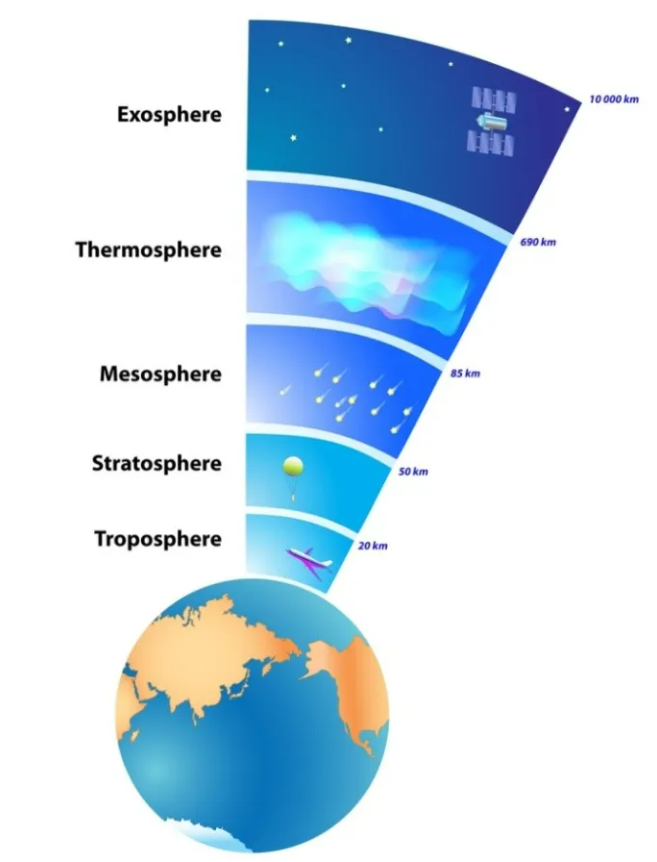 10 000 km
Exosphere
690 km
Thermosphere
85 km
Mesosphere
50 km
Stratosphere
20 km
Troposphere